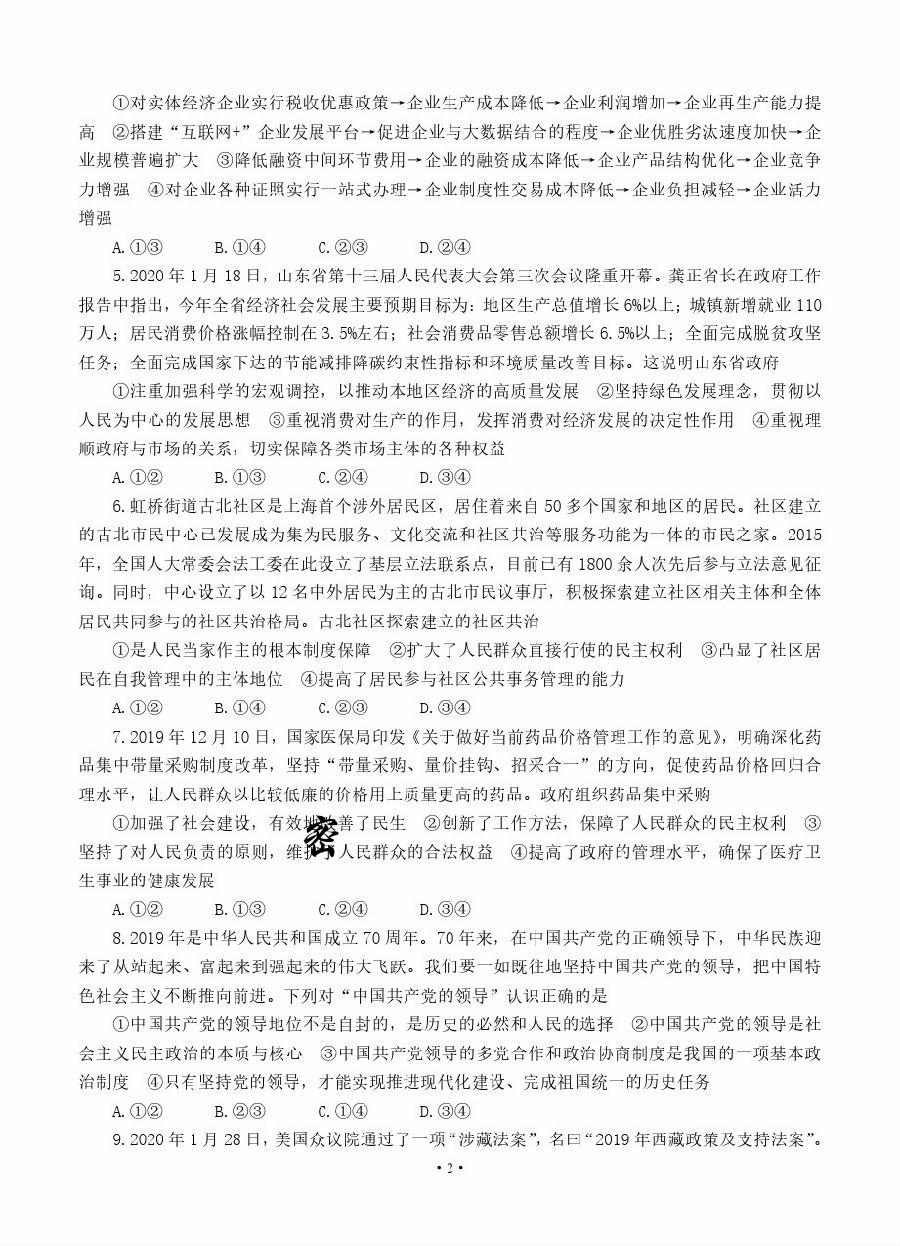 ①对实体经济企业实行税收优惠政策→企业生产成本降低→企业利润增加→企业再生产能力提
高　②搭建“互联网+”企业发展平台→促进企业与大数据结合的程度→企业优胜劣汰速度加快→企
业规模普遍扩大　③降低融资中间环节费用→企业的融资成本降低→企业产品结构优化→企业竞争
力增强　④对企业各种证照实行一站式办理→企业制度性交易成本降低→企业负担减轻→企业活力
增强
A.①③　　B.①④　　C.②③　　D.②④
5.2020年1月18日，山东省第十三届人民代表大会第三次会议隆重开幕。龚正省长在政府工作
报告中指出，今年全省经济社会发展主要预期目标为：地区生产总值增长6%以上；城镇新增就业110
万人；居民消费价格涨幅控制在3.5%左右；社会消费品零售总额增长6.5%以上；全面完成脱贫攻坚
任务；全面完成国家下达的节能减排降碳约束性指标和环境质量改善目标。这说明山东省政府
①注重加强科学的宏观调控，以推动本地区经济的高质量发展　②坚持绿色发展理念，贯彻以
人民为中心的发展思想　③重视消费对生产的作用，发挥消费对经济发展的决定性作用　④重视理
顺政府与市场的关系，切实保障各类市场主体的各种权益
A.①②　　B.①③　　C.②④　　D.③④
6.虹桥街道古北社区是上海首个涉外居民区，居住着来自50多个国家和地区的居民。社区建立
的古北市民中心已发展成为集为民服务、文化交流和社区共治等服务功能为一体的市民之家。2015
年，全国人大常委会法工委在此设立了基层立法联系点，目前已有1800余人次先后参与立法意见征
询。同时，中心设立了以12名中外居民为主的古北市民议事厅，积极探索建立社区相关主体和全体
居民共同参与的社区共治格局。古北社区探索建立的社区共治
①是人民当家作主的根本制度保障　②扩大了人民群众直接行使的民主权利　③凸显了社区居
民在自我管理中的主体地位　④提高了居民参与社区公共事务管理的能力
A.①②　　B.①④　　C.②③　　D.③④
7.2019年12月10日，国家医保局印发《关于做好当前药品价格管理工作的意见》，明确深化药
品集中带量采购制度改革，坚持“带量采购、量价挂钩、招采合一”的方向，促使药品价格回归合
理水平，让人民群众以比较低廉的价格用上质量更高的药品。政府组织药品集中采购
①加强了社会建设，有效地密善了民生　②创新了工作方法，保障了人民群众的民主权利　③
坚持了对人民负责的原则，维护　人民群众的合法权益　④提高了政府的管理水平，确保了医疗卫
生事业的健康发展
A.①②　　B.①③　　C.②④　　D.③④
8.2019年是中华人民共和国成立70周年。70年来，在中国共产党的正确领导下，中华民族迎
来了从站起来、富起来到强起来的伟大飞跃。我们要一如既往地坚持中国共产党的领导，把中国特
色社会主义不断推向前进。下列对“中国共产党的领导”认识正确的是
①中国共产党的领导地位不是自封的，是历史的必然和人民的选择　②中国共产党的领导是社
会主义民主政治的本质与核心　③中国共产党领导的多党合作和政治协商制度是我国的一项基本政
治制度　④只有坚持党的领导，才能实现推进现代化建设、完成祖国统一的历史任务
A.①②　　B.②③　　C.①④　　D.③④
9.2020年1月28日，美国众议院通过了一项“涉藏法案”，名曰“2019年西藏政策及支持法案”。
·2·